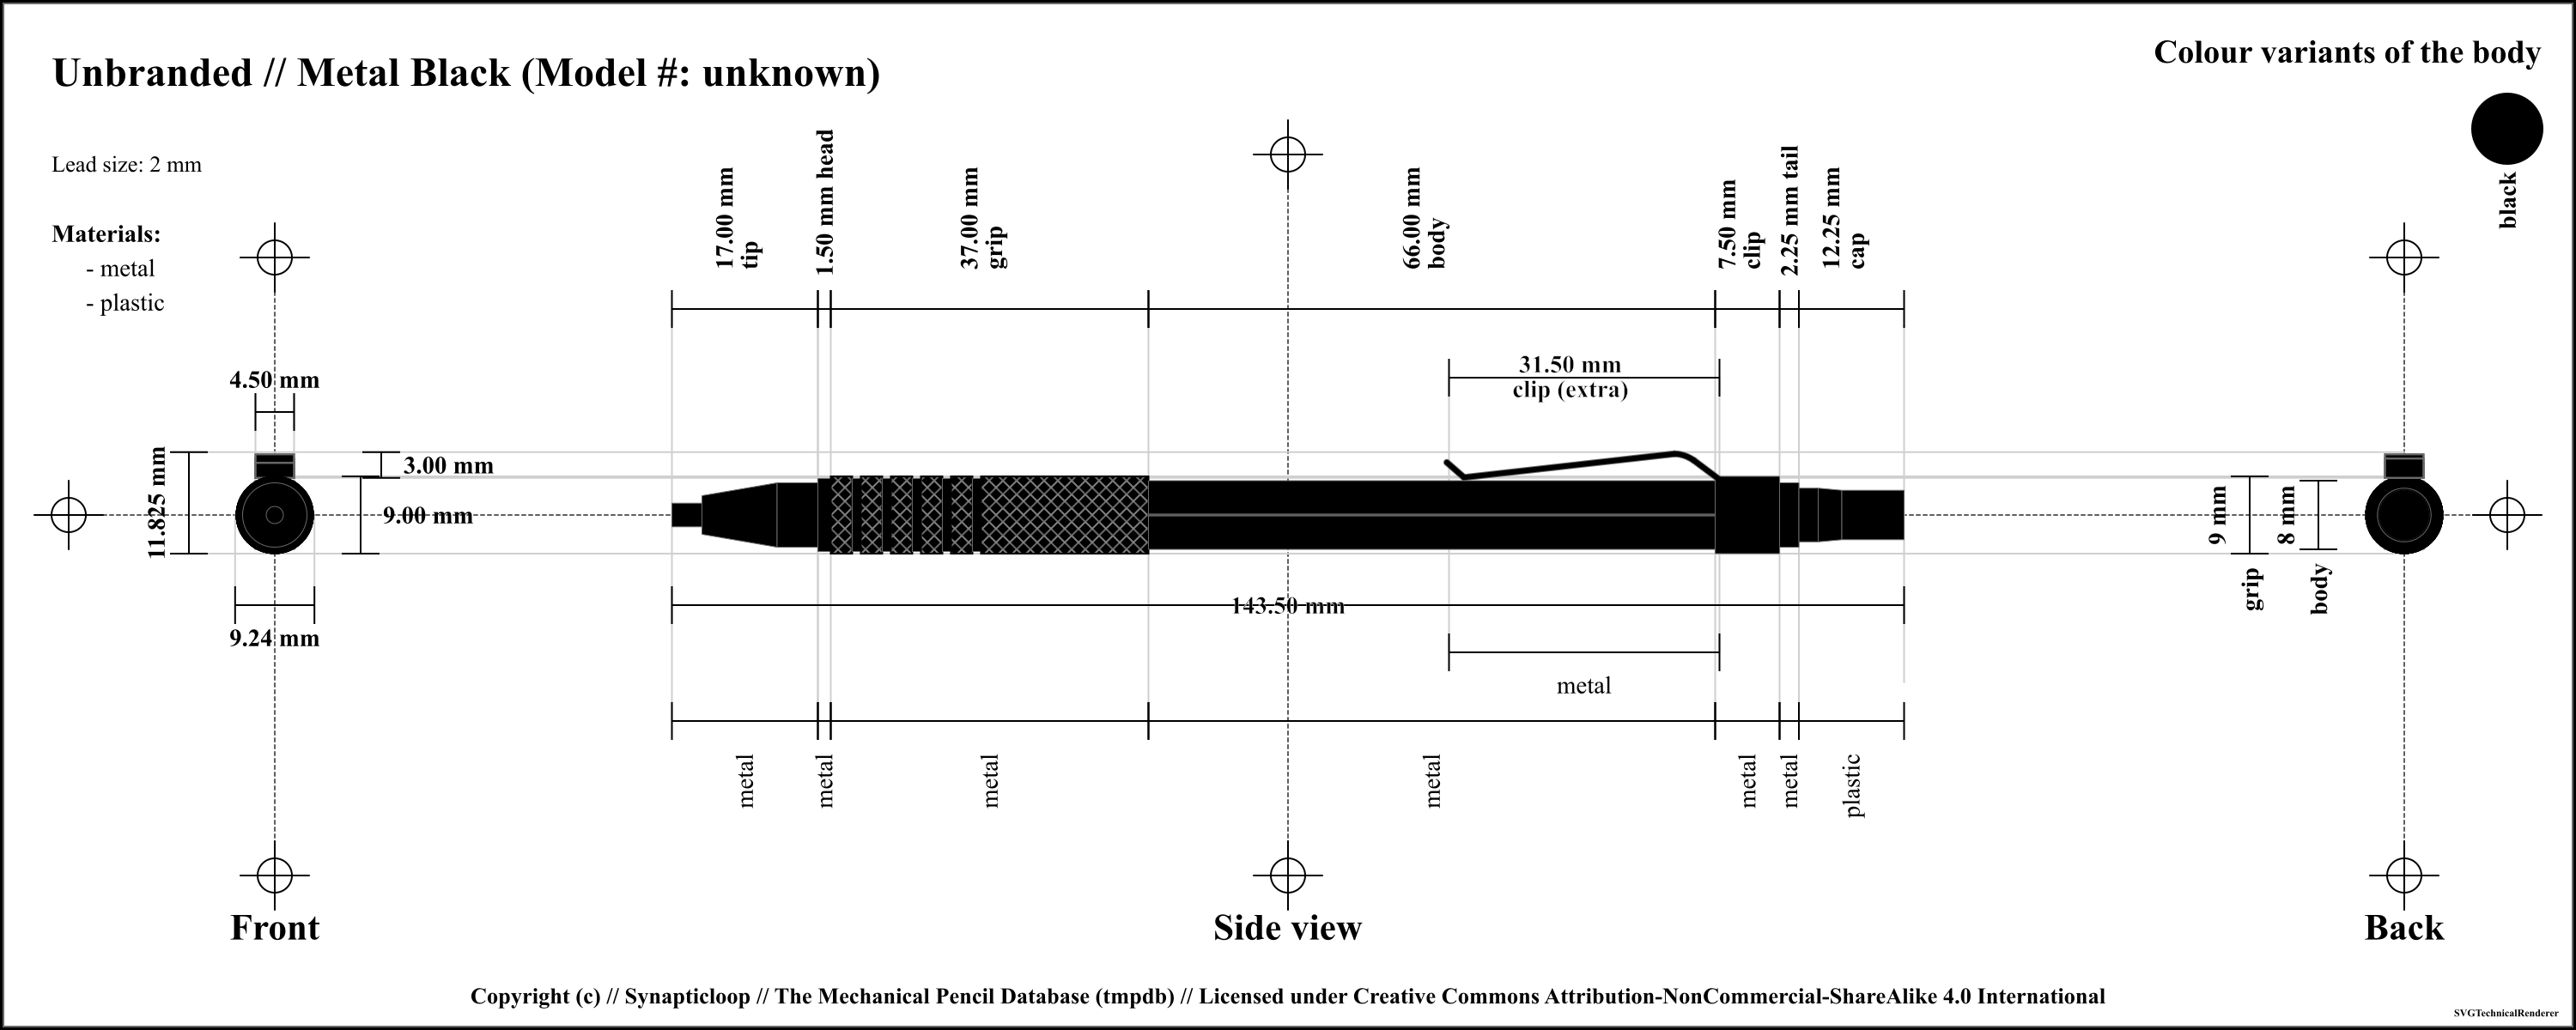 Unbranded // Metal Black (Model #: unknown)
Colour variants of the body
black
Lead size: 2 mm
Materials:
- metal
- plastic
17.00 mm
tip
1.50 mm head
37.00 mm
grip
66.00 mm
body
7.50 mm
clip
2.25 mm tail
12.25 mm
cap
31.50 mm
clip (extra)
4.50 mm
11.825 mm
3.00 mm
9.00 mm
9.24 mm
143.50 mm
9 mm
grip
8 mm
body
metal
metal
metal
metal
metal
metal
metal
plastic
Front
Side view
Back
Copyright (c) // Synapticloop // The Mechanical Pencil Database (tmpdb) // Licensed under Creative Commons Attribution-NonCommercial-ShareAlike 4.0 International
SVGTechnicalRenderer